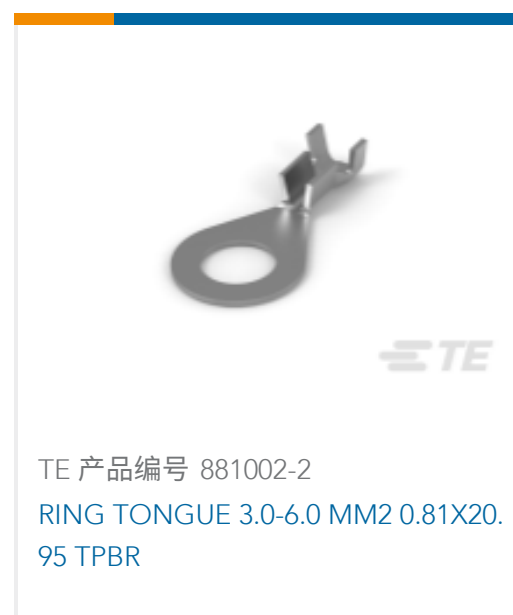 TE
TE 产品编号 881002-2
RING TONGUE 3.0-6.0 MM2 0.81X20.
95 TPBR